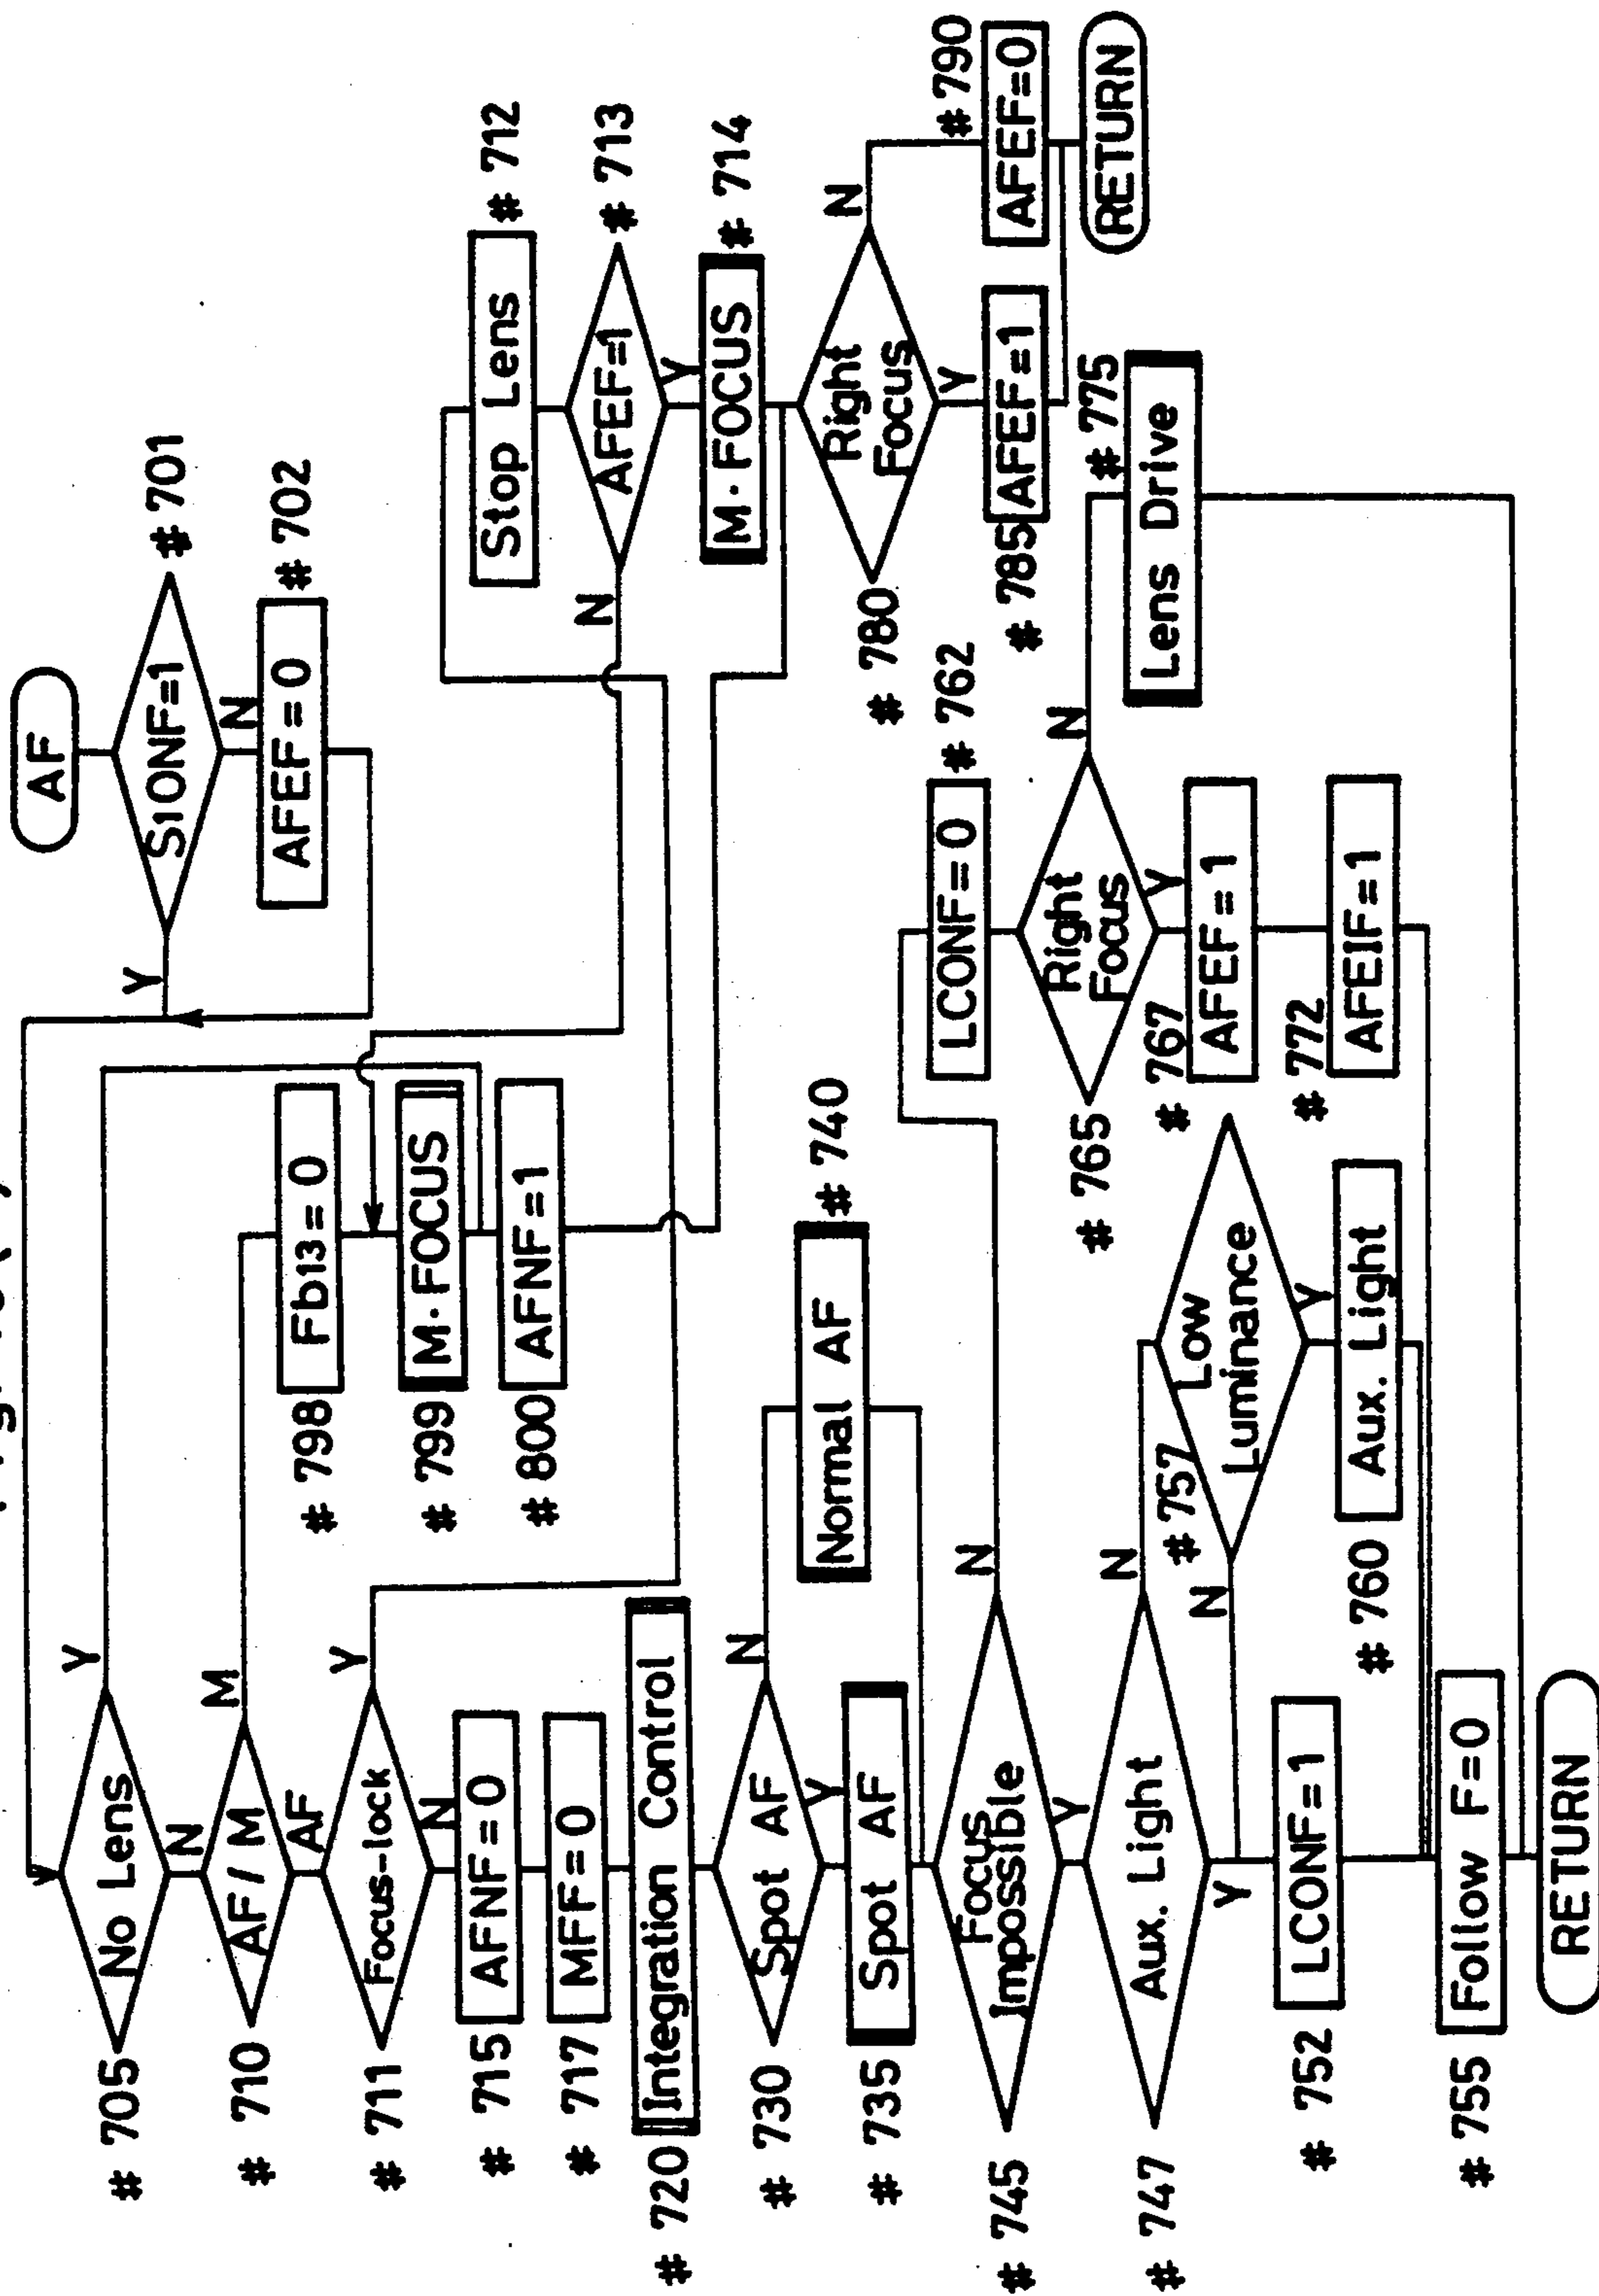 AF
S1ONF=1
# 701
Y
N
AFEF=0
# 702
# 705
No Lens
Y
N
# 710
AF/M
M
AF
# 711
Focus-lock
Y
N
# 715
AFNF=0
# 717
MFF=0
# 720
Integration Control
# 730
Spot AF
N
Y
# 735
Spot AF
Normal AF
# 740
# 745
Focus
Impossible
N
Y
# 747
Aux. Light
N
Y
# 752
LCONF=1
# 755
Follow F=0
RETURN
# 798
Fb13=0
# 799
M·FOCUS
# 800
AFNF=1
Stop Lens
# 712
AFEF=1
# 713
N
Y
M·FOCUS
# 714
# 780
Right
Focus
N
Y
# 785
AFEF=1
# 790
AFEF=0
RETURN
LCONF=0
# 762
# 765
Right
Focus
N
Y
# 767
AFEF=1
# 772
AFEIF=1
# 775
Lens Drive
# 757
Low
Luminance
N
Y
# 760
Aux. Light